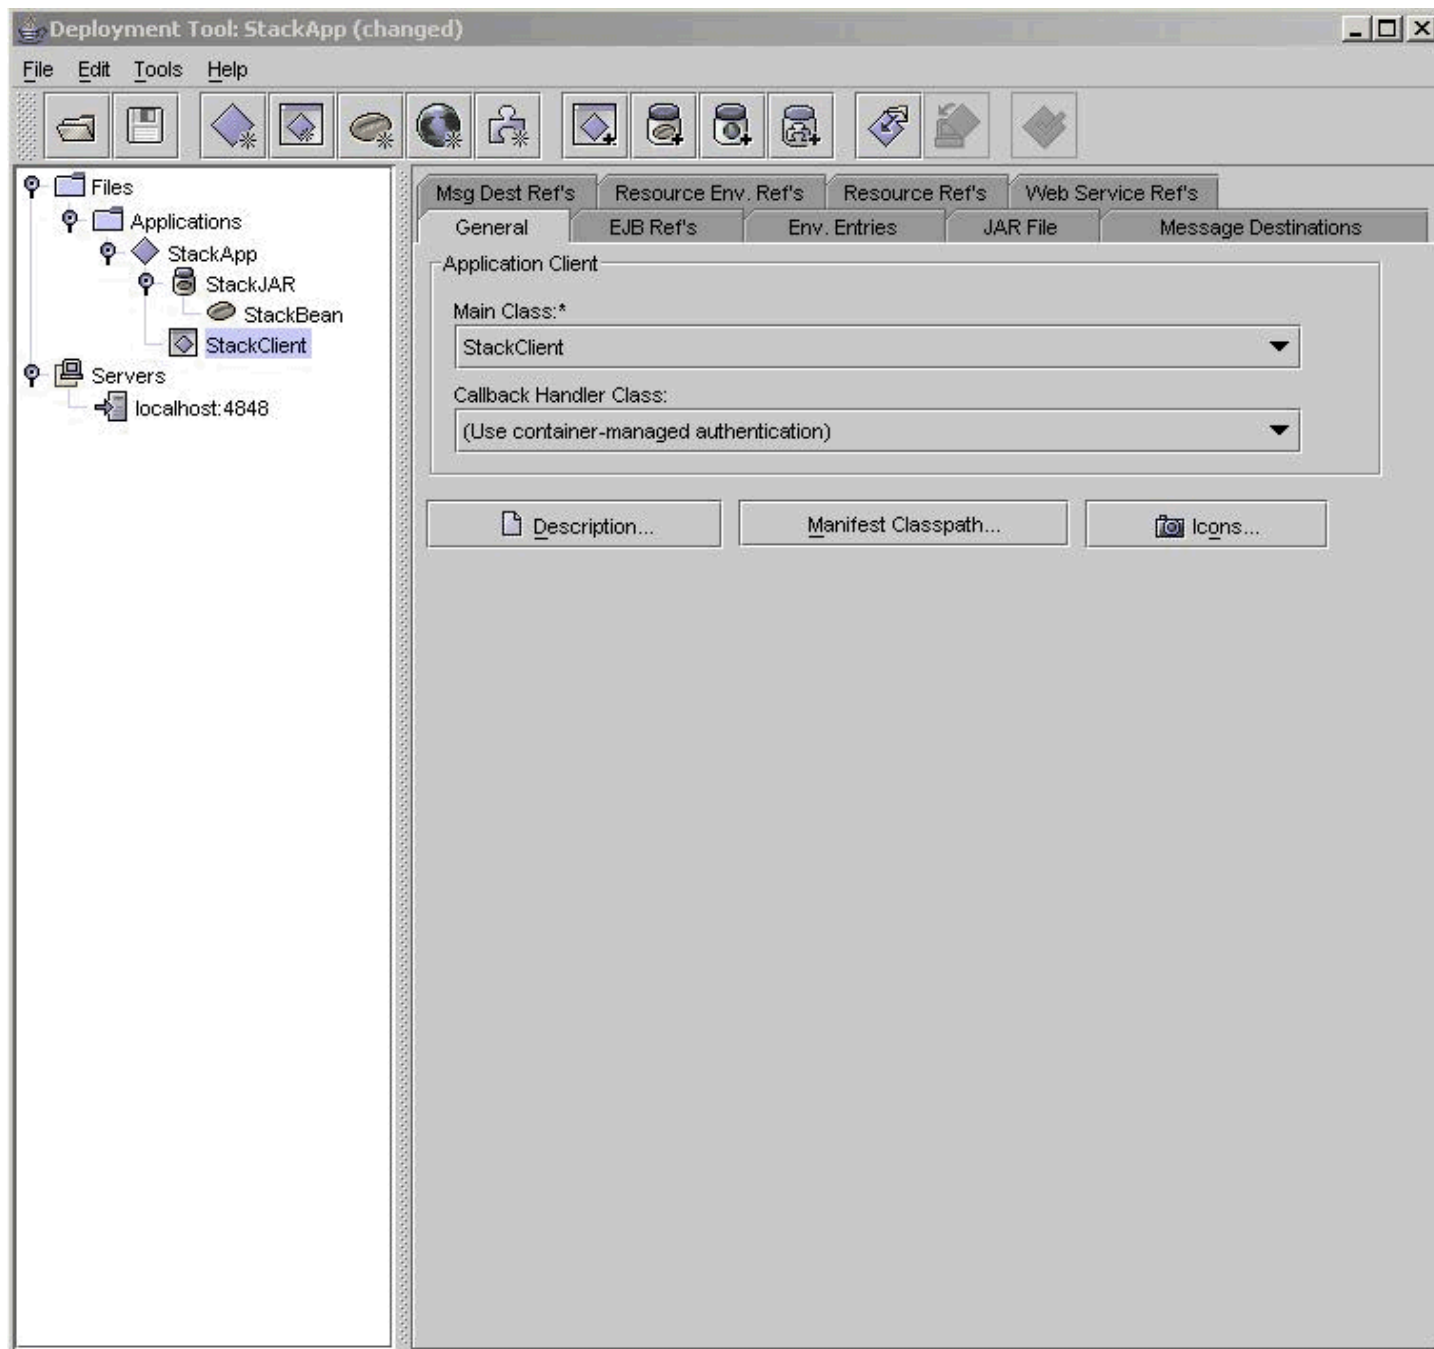 Deployment Tool: StackApp (changed)
File Edit Tools Help
Files
Applications
StackApp
StackJAR
StackBean
StackClient
Servers
localhost:4848
Msg Dest Ref's Resource Env. Ref's Resource Ref's Web Service Ref's
General EJB Ref's Env. Entries JAR File Message Destinations
Application Client
Main Class:*
StackClient
Callback Handler Class:
(Use container-managed authentication)
Description... Manifest Classpath... Icons...